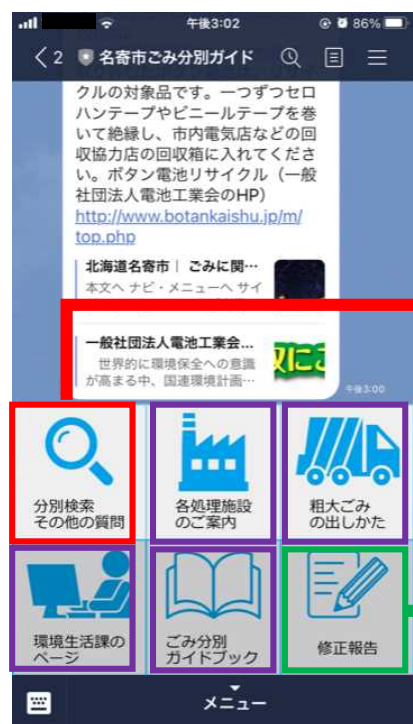 午後3:02
86%
2 名寄市ごみ分別ガイド
クルの対象品です。一つずつセロ
ハンテープやビニールテープを巻
いて絶縁し、市内電気店などの回
収協力店の回収箱に入れてくださ
い。ボタン電池リサイクル（一般
社団法人電池工業会のHP）
http://www.botankaishu.jp/m/
top.php
北海道名寄市｜ ごみに関…
本文へ ナビ・メニューへ サイ
一般社団法人電池工業会...
世界的に環境保全への意識
が高まる中、国連環境計画…
午後3:00
分別検索
その他の質問
各処理施設
のご案内
粗大ごみ
の出しかた
環境生活課の
ページ
ごみ分別
ガイドブック
修正報告
メニュー